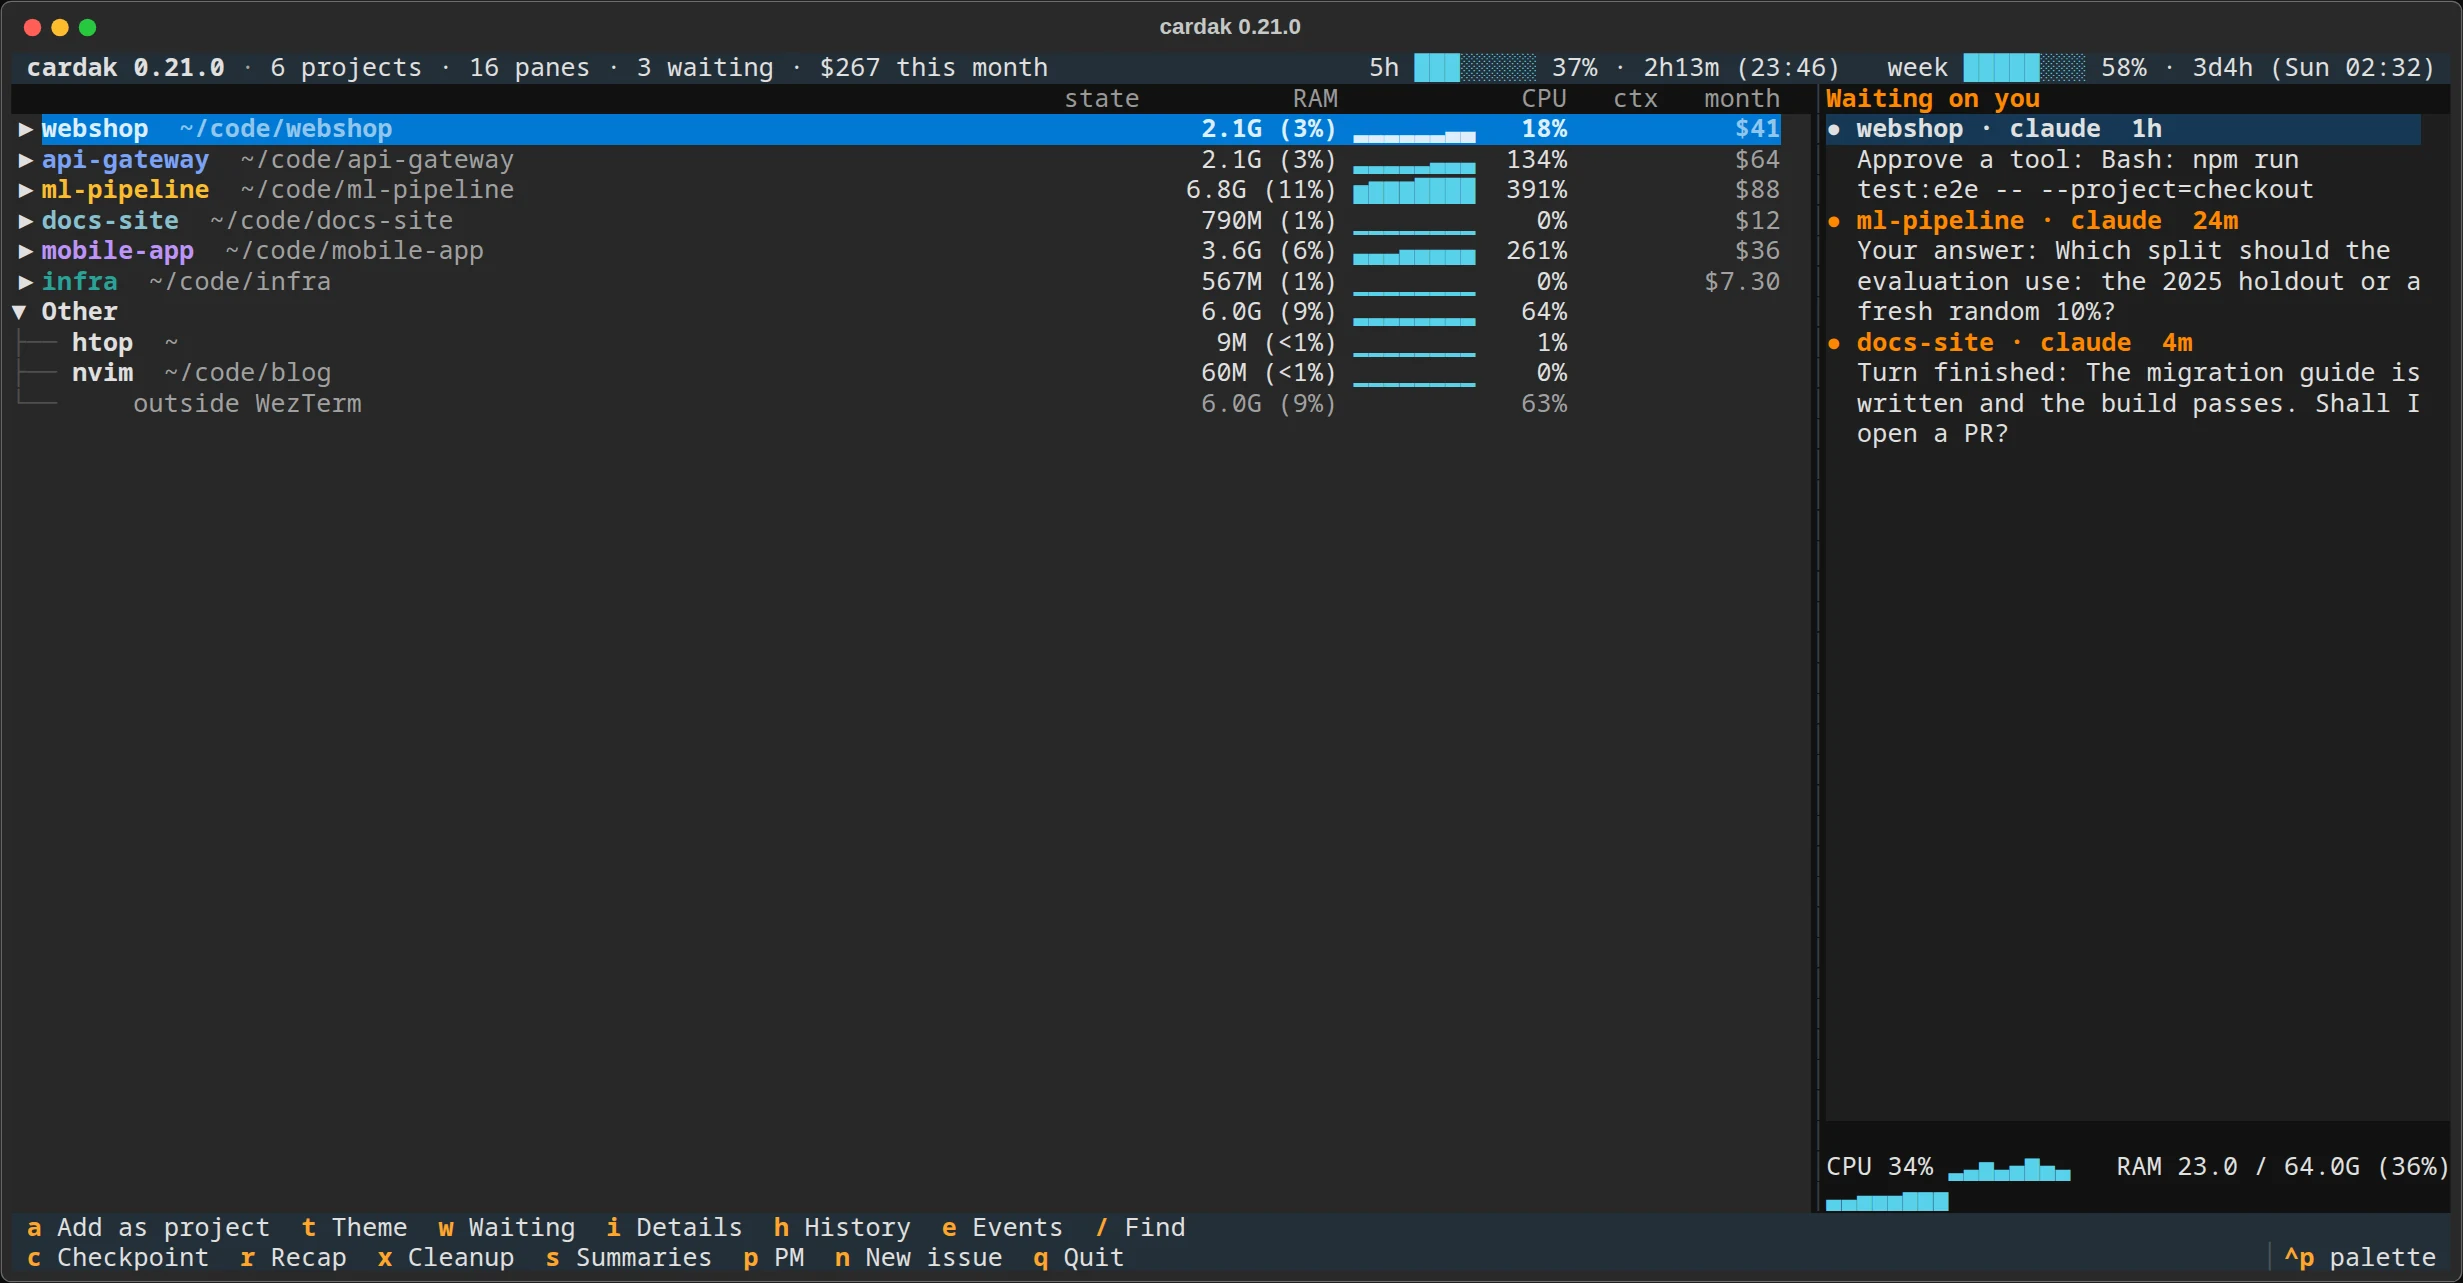 cardak 0.21.0
cardak 0.21.0 · 6 projects · 16 panes · 3 waiting · $267 this month 5h 37% · 2h13m (23:46) week 58% · 3d4h (Sun 02:32)
state RAM CPU ctx month
▶ webshop ~/code/webshop 2.1G (3%) 18% $41
▶ api-gateway ~/code/api-gateway 2.1G (3%) 134% $64
▶ ml-pipeline ~/code/ml-pipeline 6.8G (11%) 391% $88
▶ docs-site ~/code/docs-site 790M (1%) 0% $12
▶ mobile-app ~/code/mobile-app 3.6G (6%) 261% $36
▶ infra ~/code/infra 567M (1%) 0% $7.30
▼ Other 6.0G (9%) 64%
htop ~ 9M (<1%) 1%
nvim ~/code/blog 60M (<1%) 0%
outside WezTerm 6.0G (9%) 63%
Waiting on you
● webshop · claude 1h
Approve a tool: Bash: npm run
test:e2e -- --project=checkout
● ml-pipeline · claude 24m
Your answer: Which split should the
evaluation use: the 2025 holdout or a
fresh random 10%?
● docs-site · claude 4m
Turn finished: The migration guide is
written and the build passes. Shall I
open a PR?
CPU 34% RAM 23.0 / 64.0G (36%)
a Add as project t Theme w Waiting i Details h History e Events / Find
c Checkpoint r Recap x Cleanup s Summaries p PM n New issue q Quit ^p palette